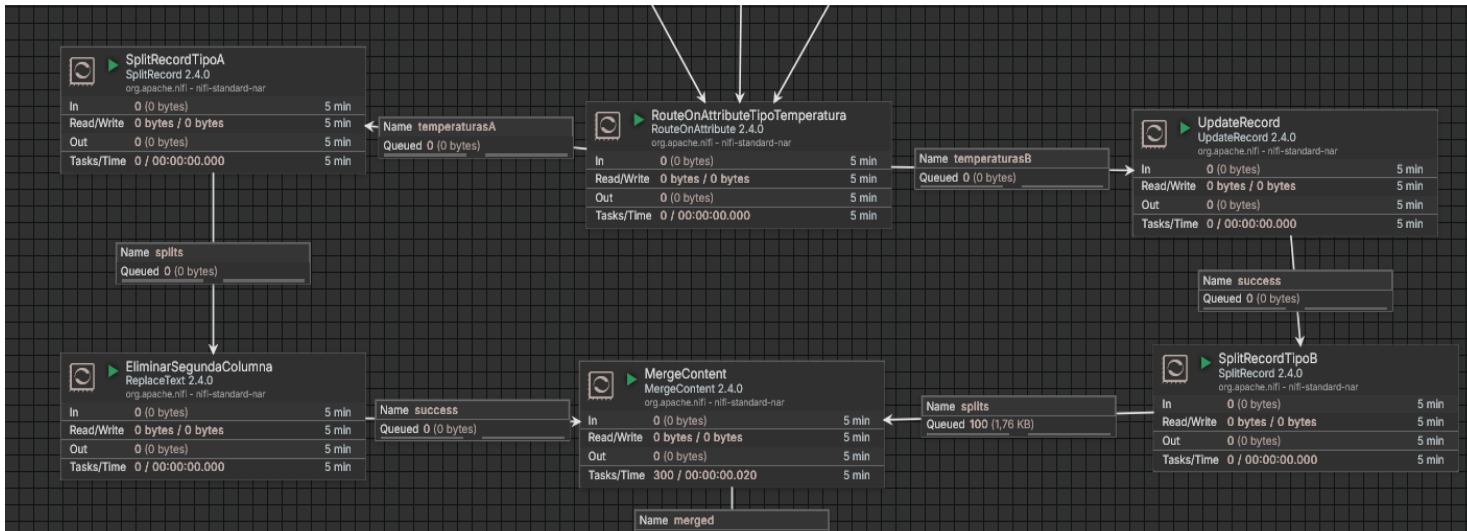 SplitRecordTipoA
SplitRecord 2.4.0
org.apache.nifi - nifi-standard-nar
In 0 (0 bytes) 5 min
Read/Write 0 bytes / 0 bytes 5 min
Out 0 (0 bytes) 5 min
Tasks/Time 0 / 00:00:00.000 5 min
Name temperaturasA
Queued 0 (0 bytes)
RouteOnAttributeTipoTemperatura
RouteOnAttribute 2.4.0
org.apache.nifi - nifi-standard-nar
In 0 (0 bytes) 5 min
Read/Write 0 bytes / 0 bytes 5 min
Out 0 (0 bytes) 5 min
Tasks/Time 0 / 00:00:00.000 5 min
Name temperaturasB
Queued 0 (0 bytes)
UpdateRecord
UpdateRecord 2.4.0
org.apache.nifi - nifi-standard-nar
In 0 (0 bytes) 5 min
Read/Write 0 bytes / 0 bytes 5 min
Out 0 (0 bytes) 5 min
Tasks/Time 0 / 00:00:00.000 5 min
Name splits
Queued 0 (0 bytes)
Name success
Queued 0 (0 bytes)
EliminarSegundaColumna
ReplaceText 2.4.0
org.apache.nifi - nifi-standard-nar
In 0 (0 bytes) 5 min
Read/Write 0 bytes / 0 bytes 5 min
Out 0 (0 bytes) 5 min
Tasks/Time 0 / 00:00:00.000 5 min
Name success
Queued 0 (0 bytes)
MergeContent
MergeContent 2.4.0
org.apache.nifi - nifi-standard-nar
In 0 (0 bytes) 5 min
Read/Write 0 bytes / 0 bytes 5 min
Out 0 (0 bytes) 5 min
Tasks/Time 300 / 00:00:00.020 5 min
Name splits
Queued 100 (1,76 KB)
SplitRecordTipoB
SplitRecord 2.4.0
org.apache.nifi - nifi-standard-nar
In 0 (0 bytes) 5 min
Read/Write 0 bytes / 0 bytes 5 min
Out 0 (0 bytes) 5 min
Tasks/Time 0 / 00:00:00.000 5 min
Name merged